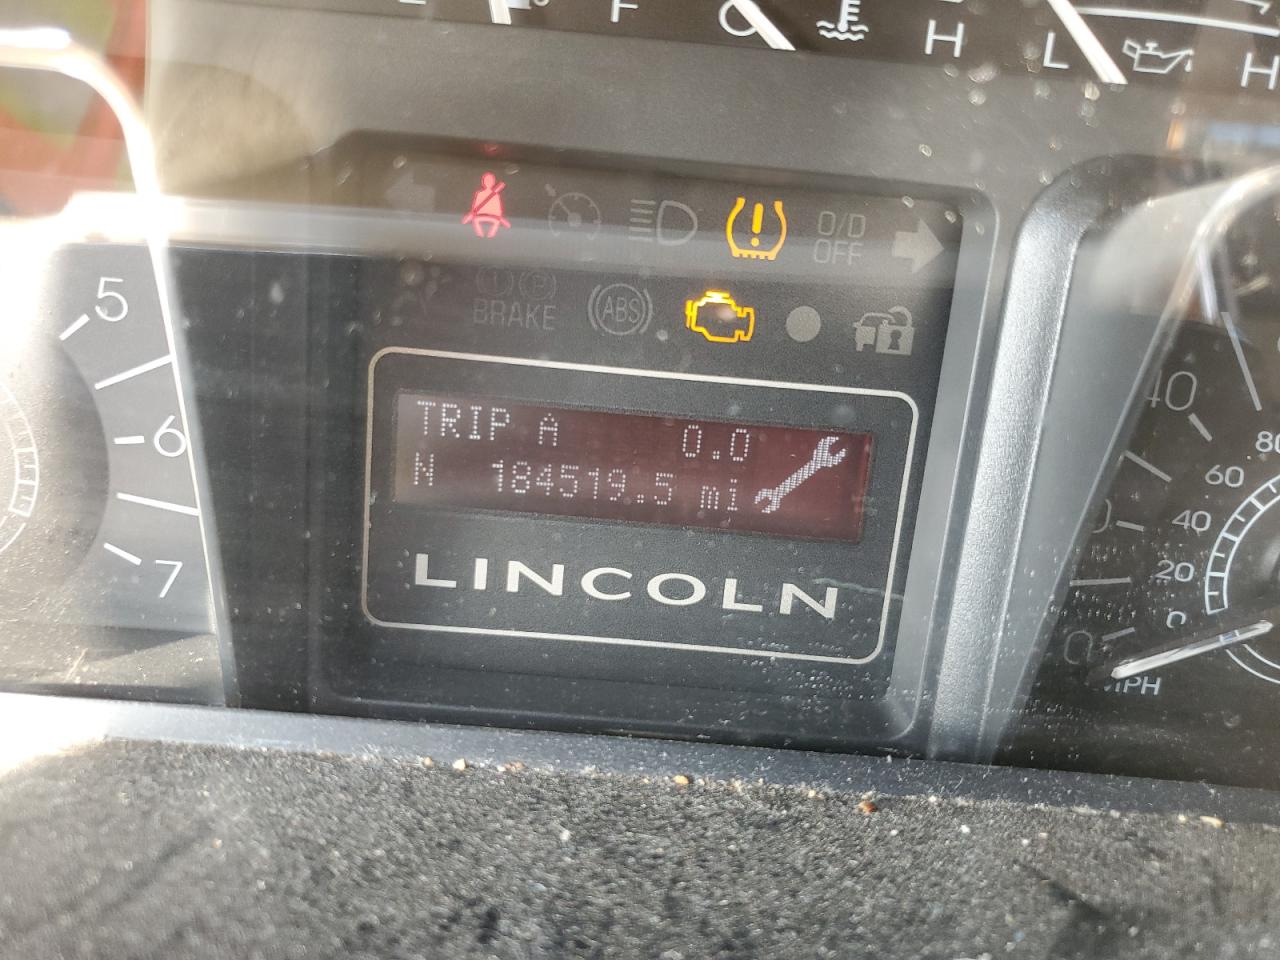 F C H L H
O/D
OFF
BRAKE ABS
TRIP A 0.0
N 184519.5 mi
LINCOLN
5
6
7
40
80
60
40
20
0
0
MPH